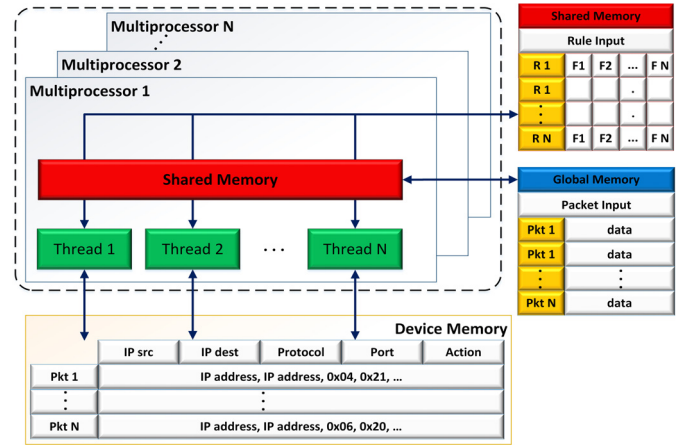 Multiprocessor N
Multiprocessor 2
Multiprocessor 1
Shared Memory
Thread 1
Thread 2
...
Thread N
Shared Memory
Rule Input
R 1 F1 F2 ... F N
R 1 .
⋮ .
R N F1 F2 ... F N
Global Memory
Packet Input
Pkt 1 data
Pkt 1 data
⋮ ⋮
Pkt N data
Device Memory
IP src IP dest Protocol Port Action
Pkt 1 IP address, IP address, 0x04, 0x21, ...
⋮ ⋮
Pkt N IP address, IP address, 0x06, 0x20, ...